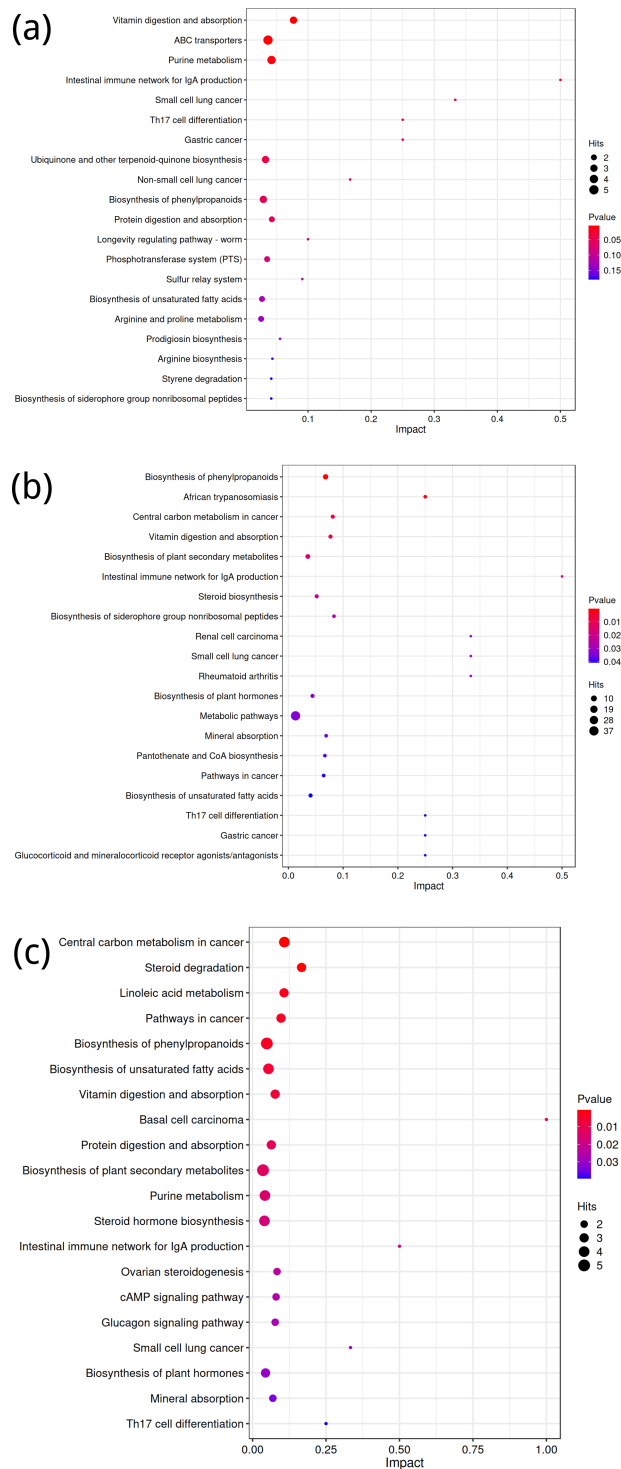 (a)
Vitamin digestion and absorption
ABC transporters
Purine metabolism
Intestinal immune network for IgA production
Small cell lung cancer
Th17 cell differentiation
Gastric cancer
Ubiquinone and other terpenoid-quinone biosynthesis
Non-small cell lung cancer
Biosynthesis of phenylpropanoids
Protein digestion and absorption
Longevity regulating pathway - worm
Phosphotransferase system (PTS)
Sulfur relay system
Biosynthesis of unsaturated fatty acids
Arginine and proline metabolism
Prodigiosin biosynthesis
Arginine biosynthesis
Styrene degradation
Biosynthesis of siderophore group nonribosomal peptides
0.1 0.2 0.3 0.4 0.5
Impact
Hits
2
3
4
5
Pvalue
0.05
0.10
0.15
(b)
Biosynthesis of phenylpropanoids
African trypanosomiasis
Central carbon metabolism in cancer
Vitamin digestion and absorption
Biosynthesis of plant secondary metabolites
Intestinal immune network for IgA production
Steroid biosynthesis
Biosynthesis of siderophore group nonribosomal peptides
Renal cell carcinoma
Small cell lung cancer
Rheumatoid arthritis
Biosynthesis of plant hormones
Metabolic pathways
Mineral absorption
Pantothenate and CoA biosynthesis
Pathways in cancer
Biosynthesis of unsaturated fatty acids
Th17 cell differentiation
Gastric cancer
Glucocorticoid and mineralocorticoid receptor agonists/antagonists
0.0 0.1 0.2 0.3 0.4 0.5
Impact
Pvalue
0.01
0.02
0.03
0.04
Hits
10
19
28
37
(c)
Central carbon metabolism in cancer
Steroid degradation
Linoleic acid metabolism
Pathways in cancer
Biosynthesis of phenylpropanoids
Biosynthesis of unsaturated fatty acids
Vitamin digestion and absorption
Basal cell carcinoma
Protein digestion and absorption
Biosynthesis of plant secondary metabolites
Purine metabolism
Steroid hormone biosynthesis
Intestinal immune network for IgA production
Ovarian steroidogenesis
cAMP signaling pathway
Glucagon signaling pathway
Small cell lung cancer
Biosynthesis of plant hormones
Mineral absorption
Th17 cell differentiation
0.00 0.25 0.50 0.75 1.00
Impact
Pvalue
0.01
0.02
0.03
Hits
2
3
4
5